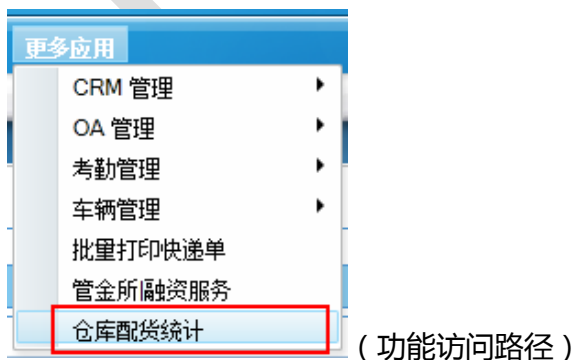 更多应用
CRM 管理
OA 管理
考勤管理
车辆管理
批量打印快递单
管金所融资服务
仓库配货统计
（功能访问路径）